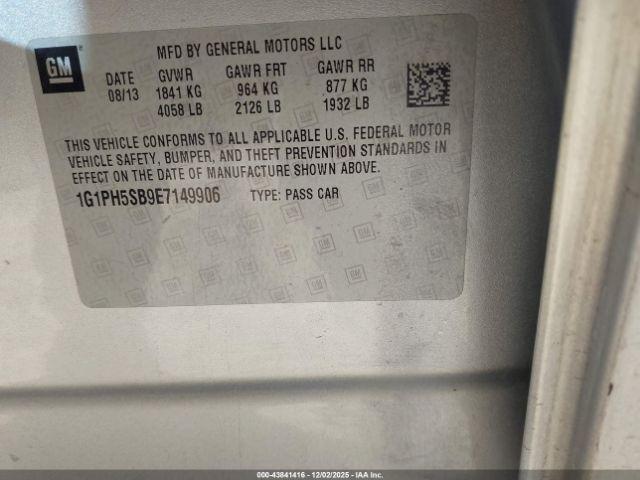 GM
MFD BY GENERAL MOTORS LLC
DATE GVWR GAWR FRT GAWR RR
08/13 1841 KG 964 KG 877 KG
4058 LB 2126 LB 1932 LB
THIS VEHICLE CONFORMS TO ALL APPLICABLE U.S. FEDERAL MOTOR
VEHICLE SAFETY, BUMPER, AND THEFT PREVENTION STANDARDS IN
EFFECT ON THE DATE OF MANUFACTURE SHOWN ABOVE.
1G1PH5SB9E7149906 TYPE: PASS CAR
000-43841416 - 12/02/2025 - IAA Inc.